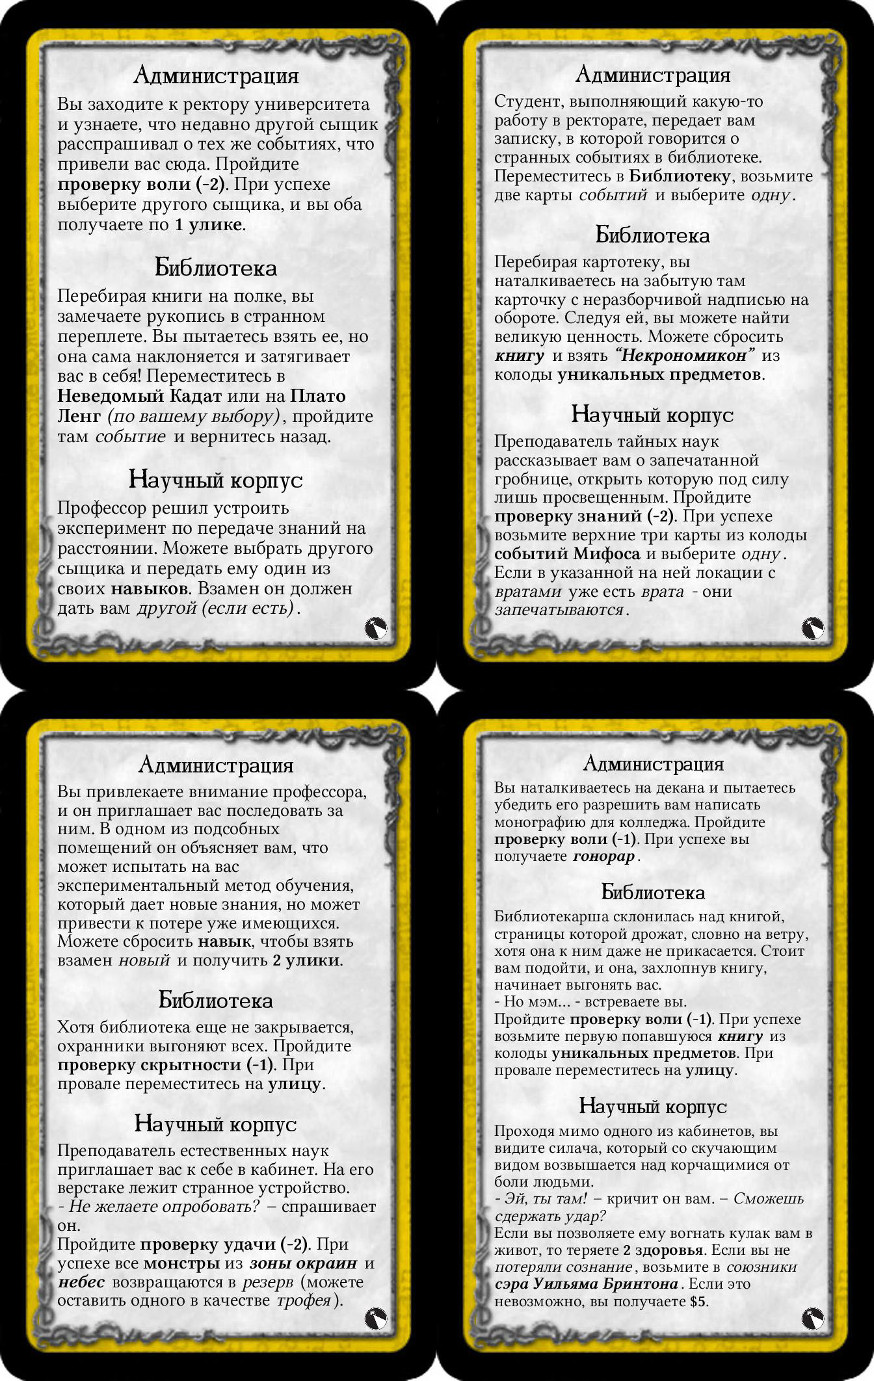 Администрация
Вы заходите к ректору университета
и узнаете, что недавно другой сыщик
расспрашивал о тех же событиях, что
привели вас сюда. Пройдите
проверку воли (-2). При успехе
выберите другого сыщика, и вы оба
получаете по 1 улике.
Библиотека
Перебирая книги на полке, вы
замечаете рукопись в странном
переплете. Вы пытаетесь взять ее, но
она сама наклоняется и затягивает
вас в себя! Переместитесь в
Неведомый Кадат или на Плато
Ленг (по вашему выбору), пройдите
там событие и вернитесь назад.
Научный корпус
Профессор решил устроить
эксперимент по передаче знаний на
расстоянии. Можете выбрать другого
сыщика и передать ему один из
своих навыков. Взамен он должен
дать вам другой (если есть).
Администрация
Студент, выполняющий какую-то
работу в ректорате, передает вам
записку, в которой говорится о
странных событиях в библиотеке.
Переместитесь в Библиотеку, возьмите
две карты событий и выберите одну.
Библиотека
Перебирая картотеку, вы
наталкиваетесь на забытую там
карточку с неразборчивой надписью на
обороте. Следуя ей, вы можете найти
великую ценность. Можете сбросить
книгу и взять “Некрономикон” из
колоды уникальных предметов.
Научный корпус
Преподаватель тайных наук
рассказывает вам о запечатанной
гробнице, открыть которую под силу
лишь просвещенным. Пройдите
проверку знаний (-2). При успехе
возьмите верхние три карты из колоды
событий Мифоса и выберите одну.
Если в указанной на ней локации с
вратами уже есть врата - они
запечатываются.
Администрация
Вы привлекаете внимание профессора,
и он приглашает вас последовать за
ним. В одном из подсобных
помещений он объясняет вам, что
может испытать на вас
экспериментальный метод обучения,
который дает новые знания, но может
привести к потере уже имеющихся.
Можете сбросить навык, чтобы взять
взамен новый и получить 2 улики.
Библиотека
Хотя библиотека еще не закрывается,
охранники выгоняют всех. Пройдите
проверку скрытности (-1). При
провале переместитесь на улицу.
Научный корпус
Преподаватель естественных наук
приглашает вас к себе в кабинет. На его
верстаке лежит странное устройство.
- Не желаете опробовать? – спрашивает
он.
Пройдите проверку удачи (-2). При
успехе все монстры из зоны окраин и
небес возвращаются в резерв (можете
оставить одного в качестве трофея).
Администрация
Вы наталкиваетесь на декана и пытаетесь
убедить его разрешить вам написать
монографию для колледжа. Пройдите
проверку воли (-1). При успехе вы
получаете гонорар.
Библиотека
Библиотекарша склонилась над книгой,
страницы которой дрожат, словно на ветру,
хотя она к ним даже не прикасается. Стоит
вам подойти, и она, захлопнув книгу,
начинает выгонять вас.
- Но мэм... - встреваете вы.
Пройдите проверку воли (-1). При успехе
возьмите первую попавшуюся книгу из
колоды уникальных предметов. При
провале переместитесь на улицу.
Научный корпус
Проходя мимо одного из кабинетов, вы
видите силача, который со скучающим
видом возвышается над корчащимися от
боли людьми.
- Эй, ты там! – кричит он вам. – Сможешь
сдержать удар?
Если вы позволяете ему вогнать кулак вам в
живот, то теряете 2 здоровья. Если вы не
потеряли сознание, возьмите в союзники
сэра Уильяма Бринтона. Если это
невозможно, вы получаете $5.